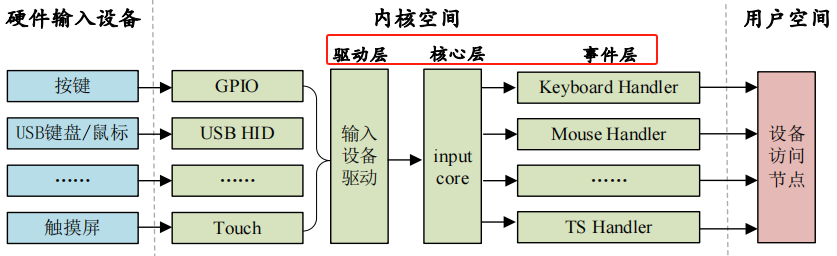 硬件输入设备
内核空间
用户空间
驱动层
核心层
事件层
按键
GPIO
Keyboard Handler
USB键盘/鼠标
USB HID
Mouse Handler
……
……
……
触摸屏
Touch
TS Handler
输入
设备
驱动
input
core
设备
访问
节点